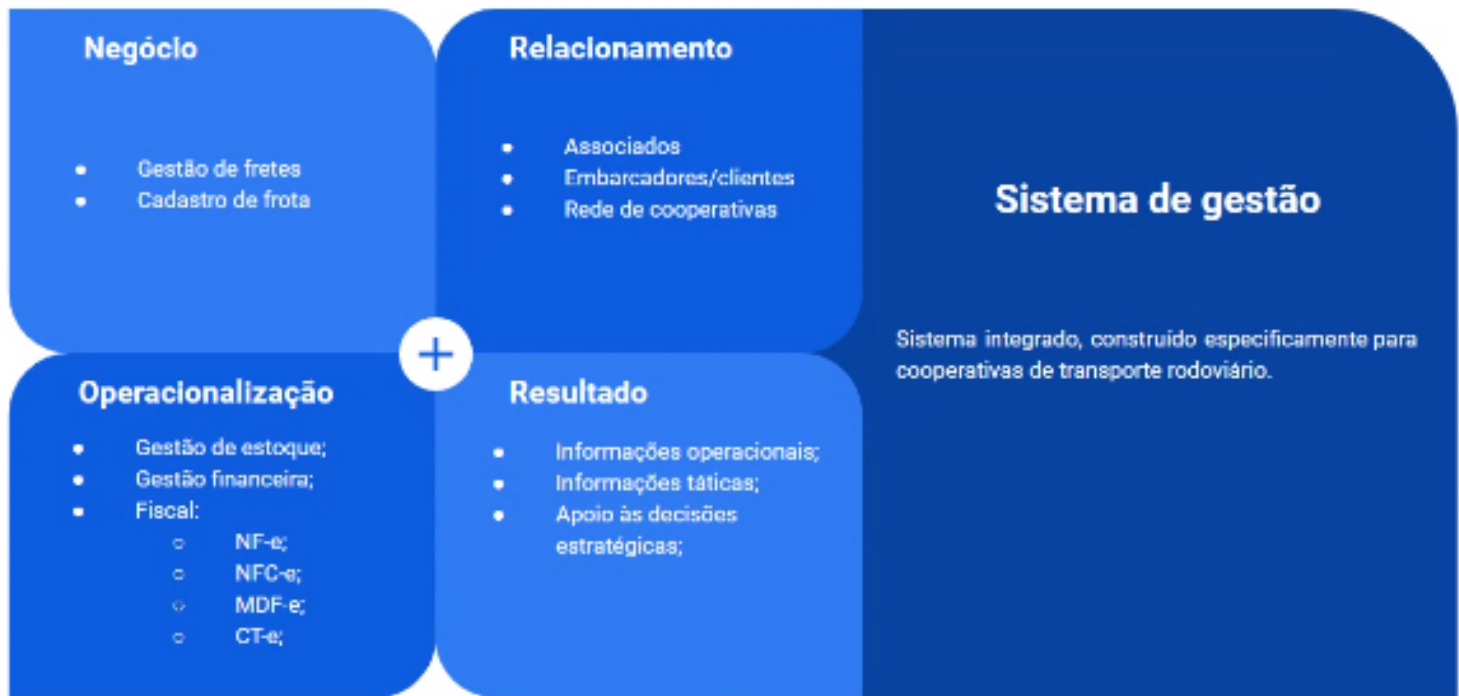 Negócio
● Gestão de fretes
● Cadastro de frota
Relacionamento
● Associados
● Embarcadores/clientes
● Rede de cooperativas
Operacionalização
● Gestão de estoque;
● Gestão financeira;
● Fiscal:
○ NF-e;
○ NFC-e;
○ MDF-e;
○ CT-e;
Resultado
● Informações operacionais;
● Informações táticas;
● Apoio às decisões
estratégicas;
Sistema de gestão
Sistema integrado, construído especificamente para
cooperativas de transporte rodoviário.